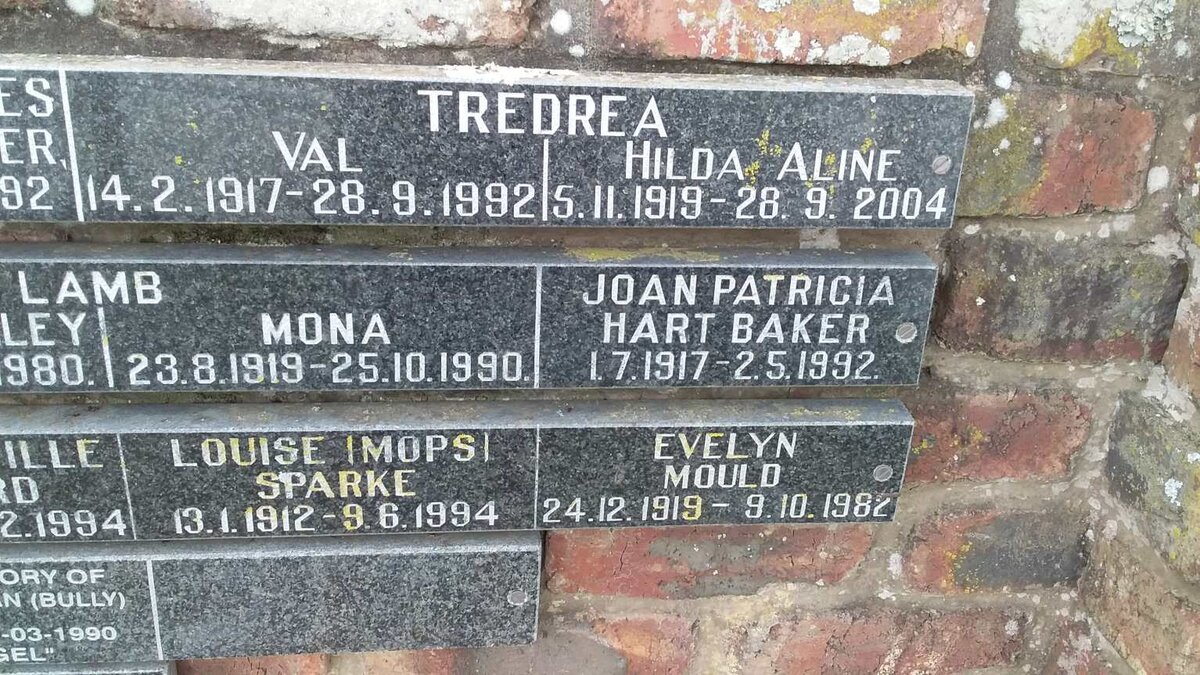 ES
ER.
92
TREDREA
VAL
14.2.1917-28.9.1992
HILDA ALINE
5.11.1919-28.9.2004
LAMB
LEY
1980.
MONA
23.8.1919-25.10.1990.
JOAN PATRICIA
HART BAKER
1.7.1917-2.5.1992.
ILLE
RD
2.1994
LOUISE (MOPS)
SPARKE
13.1.1912-9.6.1994
EVELYN
MOULD
24.12.1919-9.10.1982
ORY OF
N (BULLY)
-03-1990
GEL"